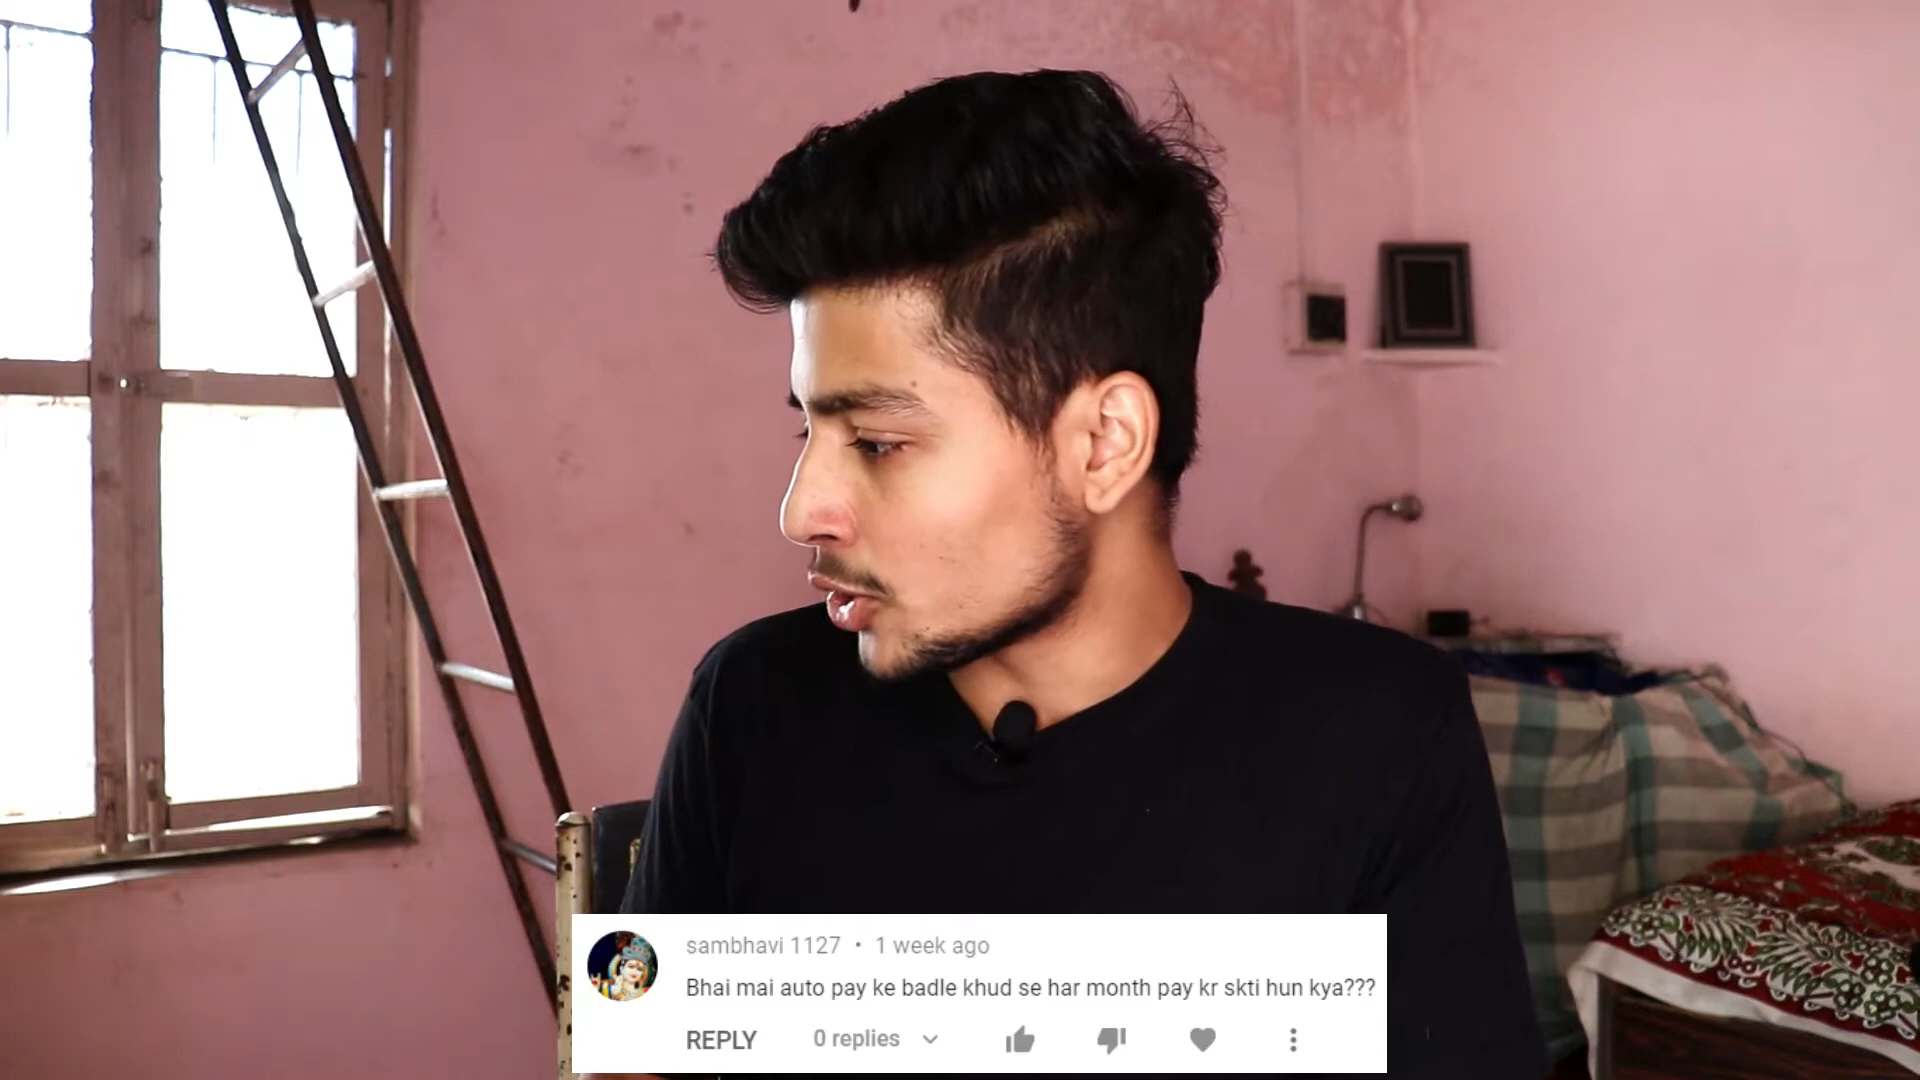 sambhavi 1127 • 1 week ago
Bhai mai auto pay ke badle khud se har month pay kr skti hun kya???
REPLY 0 replies